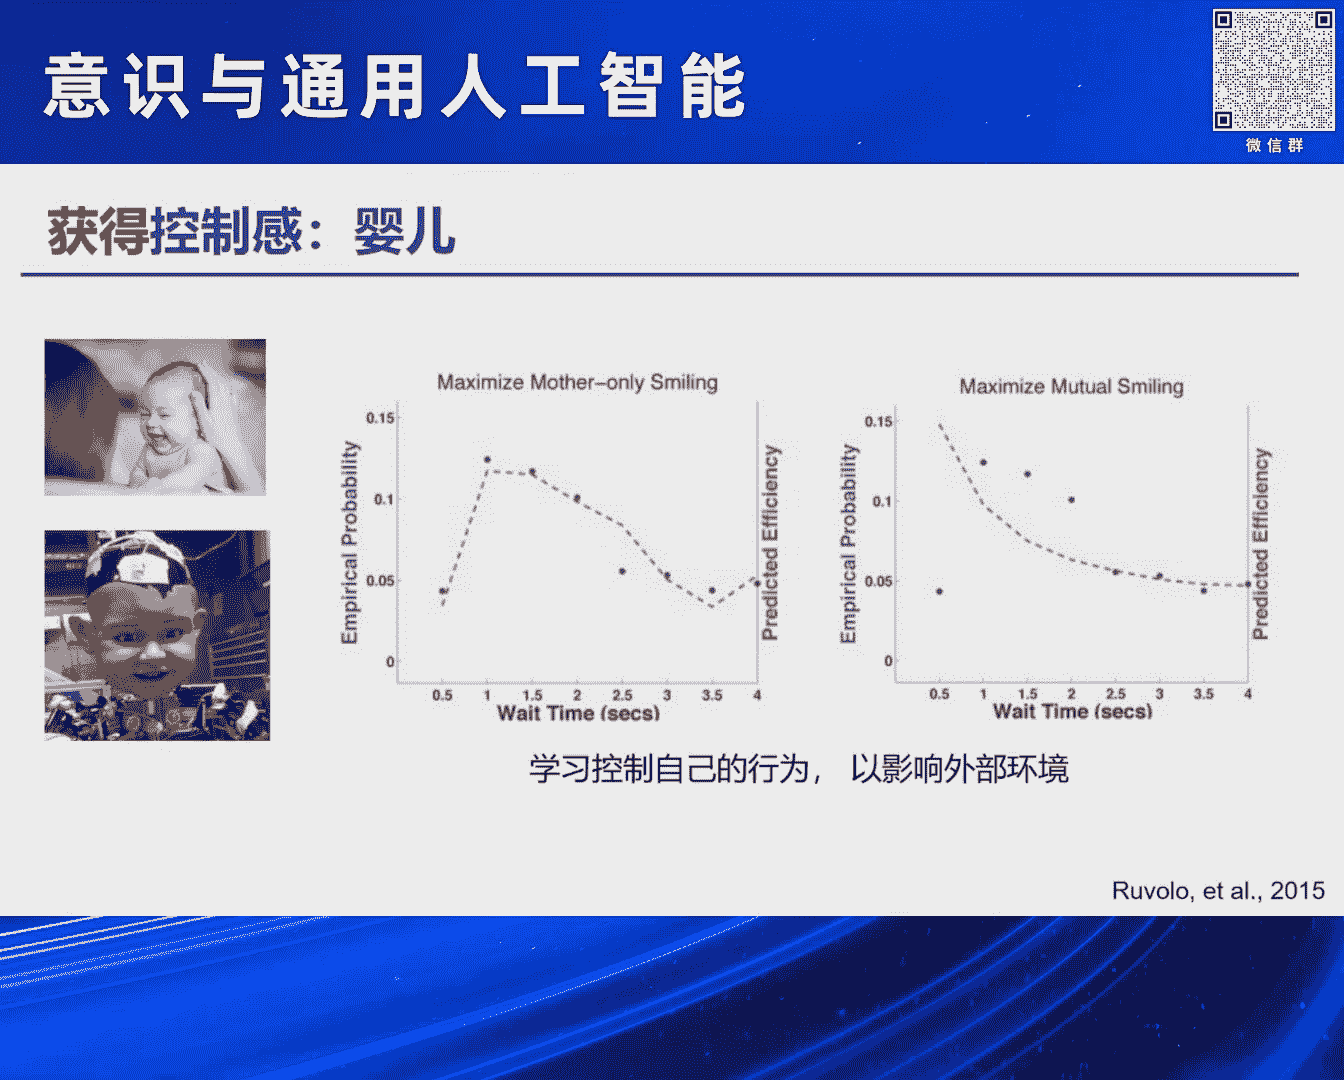 意识与通用人工智能
微信群
获得控制感：婴儿
Maximize Mother-only Smiling
0.15
0.1
0.05
0
Empirical Probability
Predicted Efficiency
0.5 1 1.5 2 2.5 3 3.5 4
Wait Time (secs)
Maximize Mutual Smiling
0.15
0.1
0.05
0
Empirical Probability
Predicted Efficiency
0.5 1 1.5 2 2.5 3 3.5 4
Wait Time (secs)
学习控制自己的行为， 以影响外部环境
Ruvolo, et al., 2015